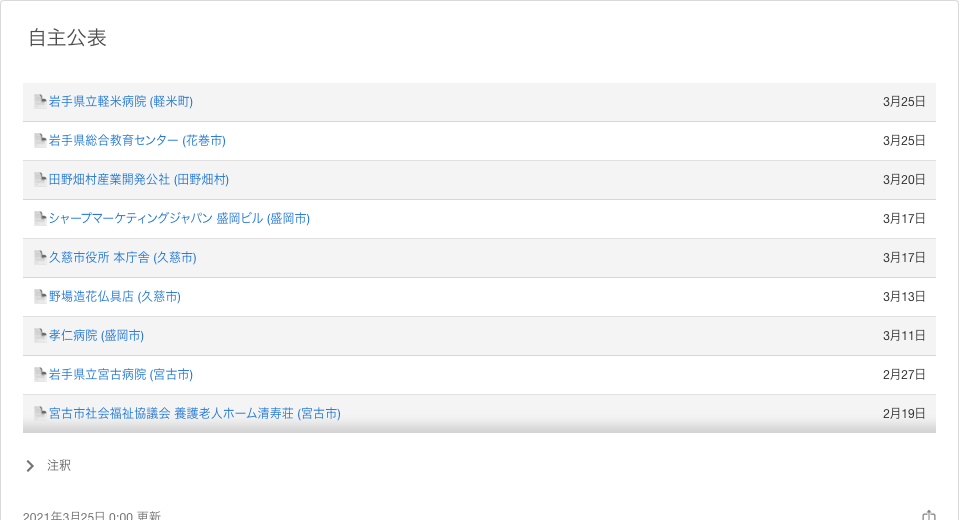 自主公表
岩手県立軽米病院 (軽米町) 3月25日
岩手県総合教育センター (花巻市) 3月25日
田野畑村産業開発公社 (田野畑村) 3月20日
シャープマーケティングジャパン 盛岡ビル (盛岡市) 3月17日
久慈市役所 本庁舎 (久慈市) 3月17日
野場造花仏具店 (久慈市) 3月13日
孝仁病院 (盛岡市) 3月11日
岩手県立宮古病院 (宮古市) 2月27日
宮古市社会福祉協議会 養護老人ホーム清寿荘 (宮古市) 2月19日
注釈
2021年3月25日 0:00 更新